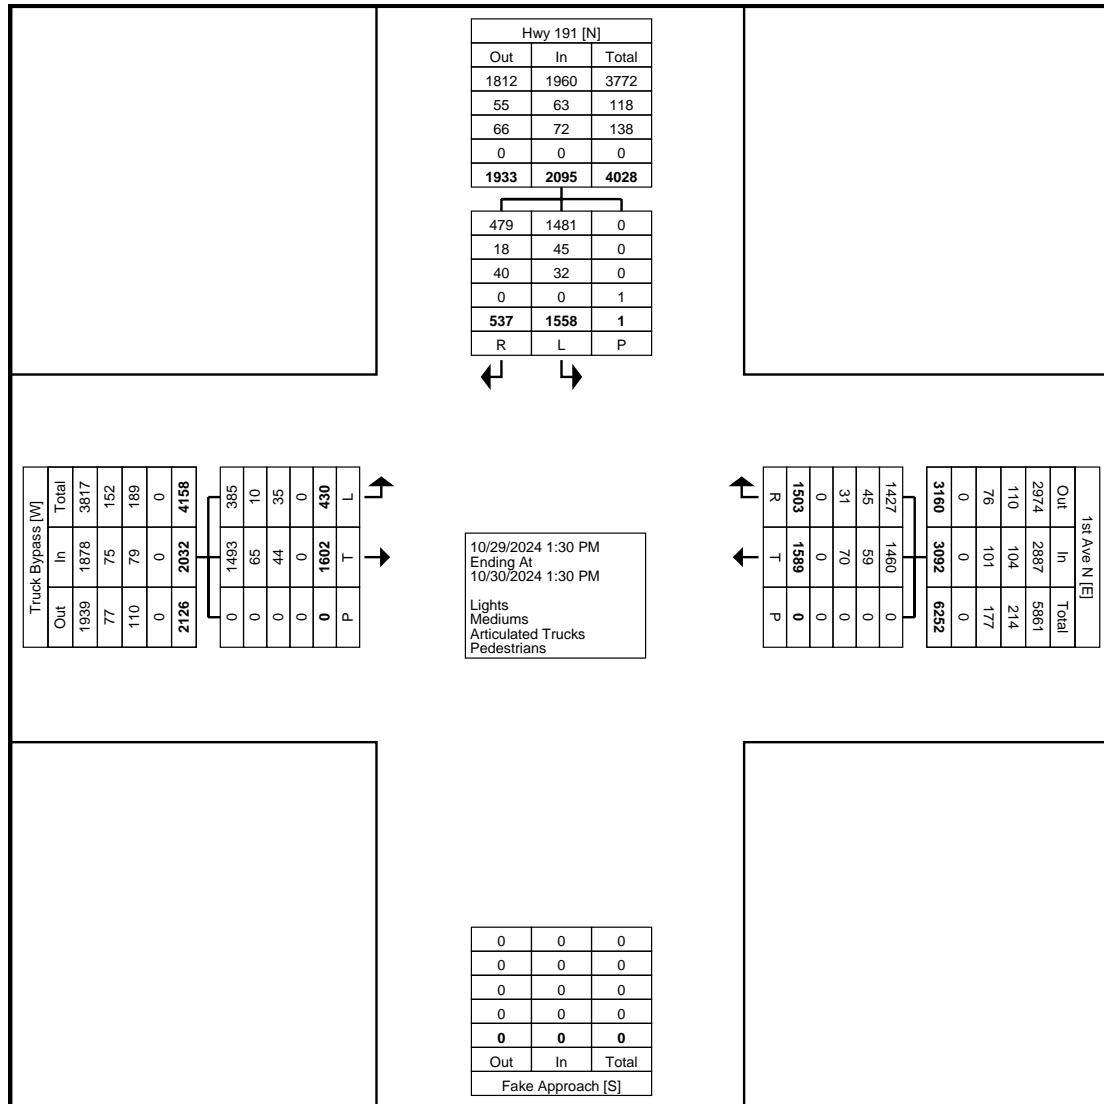 Hwy 191 [N]
Out In Total
1812 1960 3772
55 63 118
66 72 138
0 0 0
1933 2095 4028
479 1481 0
18 45 0
40 32 0
0 0 1
537 1558 1
R L P
Truck Bypass [W]
Total In Out
3817 1878 1939
152 75 77
189 79 110
0 0 0
4158 2032 2126
385 1493 0
10 65 0
35 44 0
0 0 0
430 1602 0
L T P
10/29/2024 1:30 PM
Ending At
10/30/2024 1:30 PM
Lights
Mediums
Articulated Trucks
Pedestrians
1st Ave N [E]
Out In Total
2974 2887 5861
110 104 214
76 101 177
0 0 0
3160 3092 6252
1427 1460 0
45 59 0
31 70 0
0 0 0
1503 1589 0
R T P
0 0 0
0 0 0
0 0 0
0 0 0
0 0 0
Out In Total
Fake Approach [S]